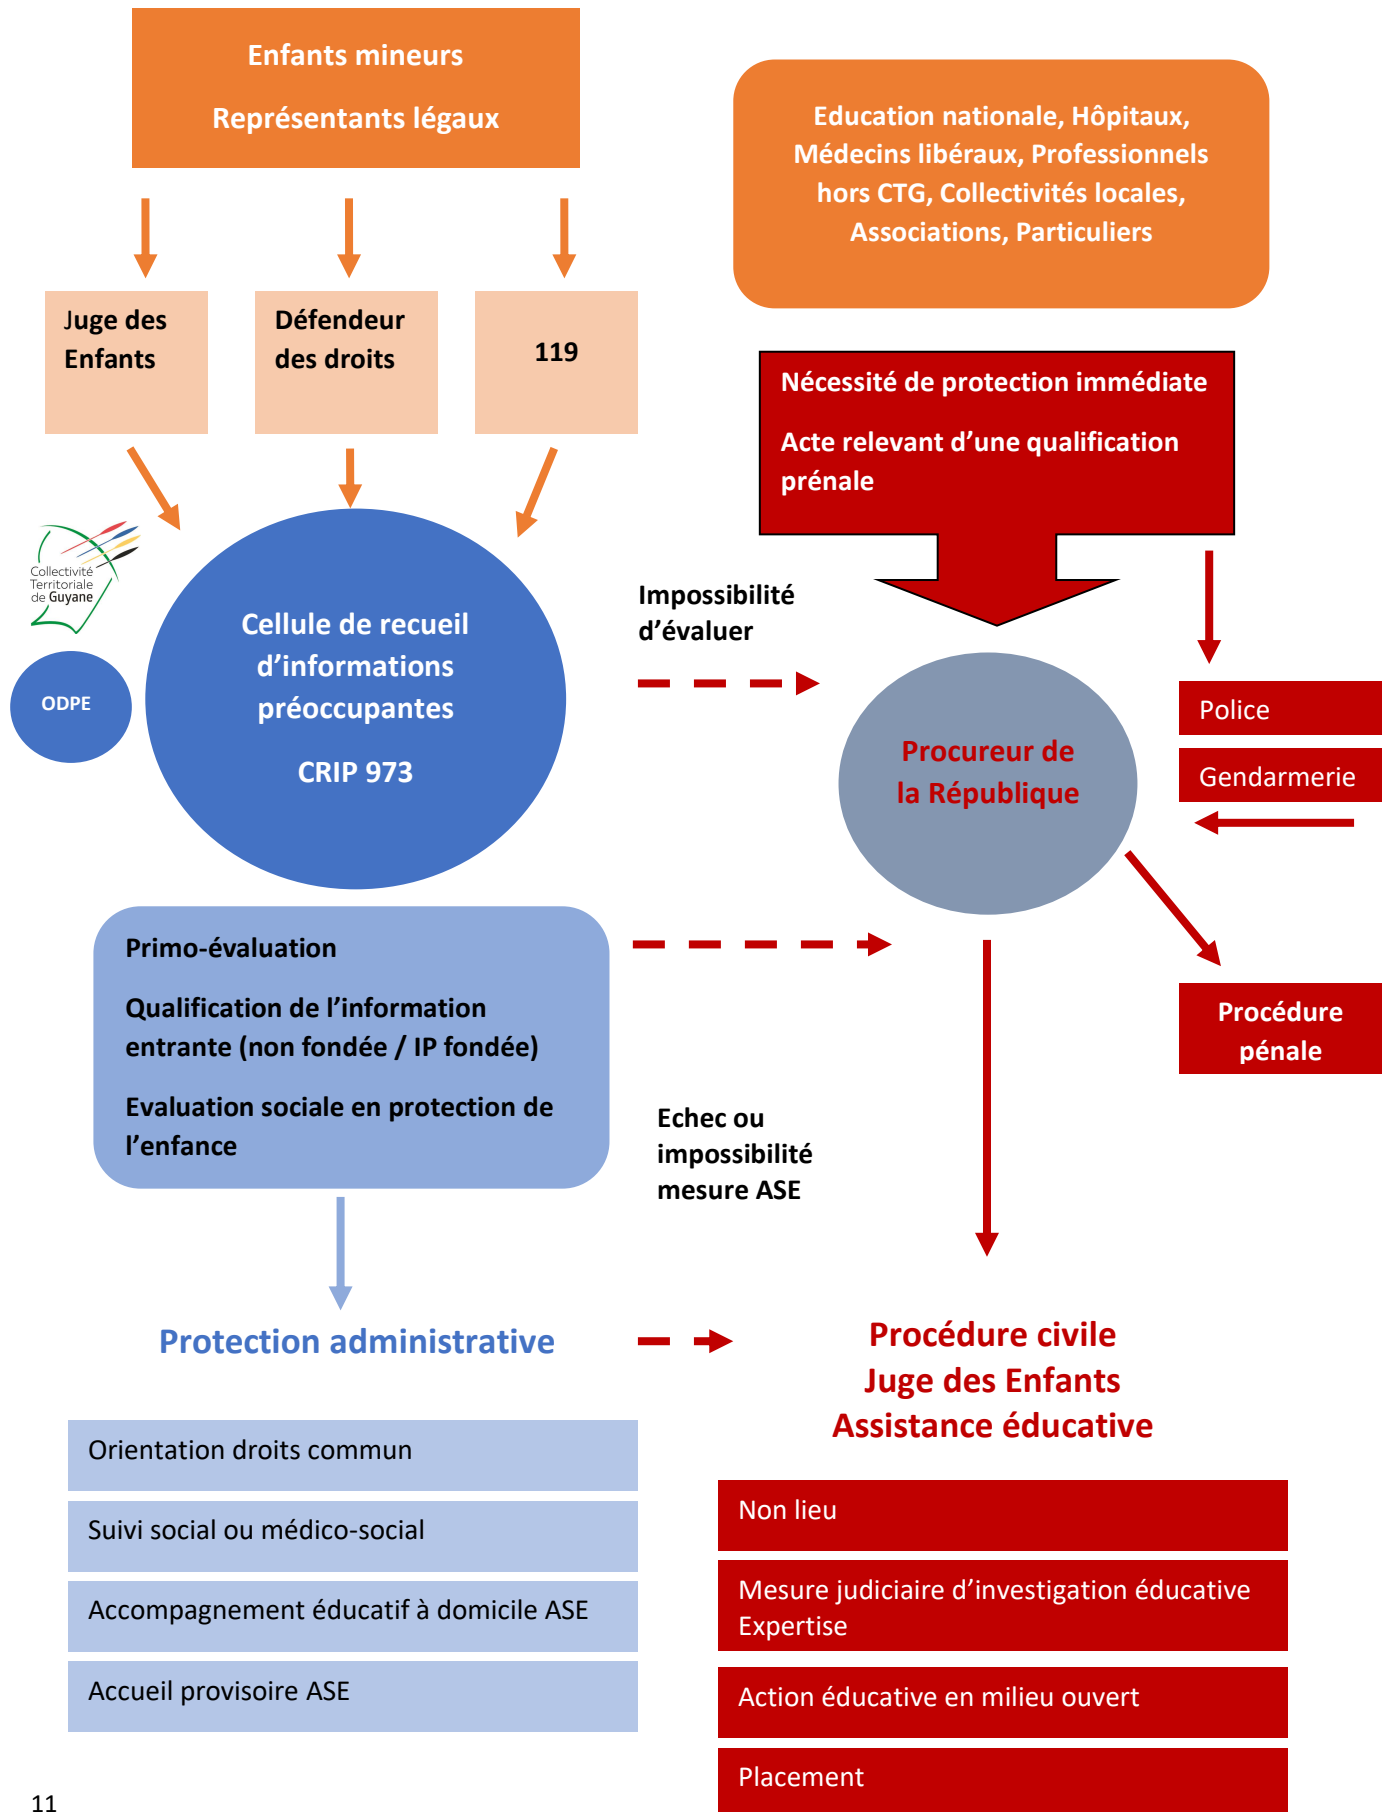 Enfants mineurs
Représentants légaux
Education nationale, Hôpitaux,
Médecins libéraux, Professionnels
hors CTG, Collectivités locales,
Associations, Particuliers
Juge des
Enfants
Défendeur
des droits
119
Nécessité de protection immédiate
Acte relevant d’une qualification
prénale
Collectivité
Territoriale
de Guyane
ODPE
Cellule de recueil
d’informations
préoccupantes
CRIP 973
Impossibilité
d’évaluer
Procureur de
la République
Police
Gendarmerie
Procédure
pénale
Primo-évaluation
Qualification de l’information
entrante (non fondée / IP fondée)
Evaluation sociale en protection de
l’enfance
Echec ou
impossibilité
mesure ASE
Protection administrative
Procédure civile
Juge des Enfants
Assistance éducative
Orientation droits commun
Suivi social ou médico-social
Accompagnement éducatif à domicile ASE
Accueil provisoire ASE
Non lieu
Mesure judiciaire d’investigation éducative
Expertise
Action éducative en milieu ouvert
Placement
11